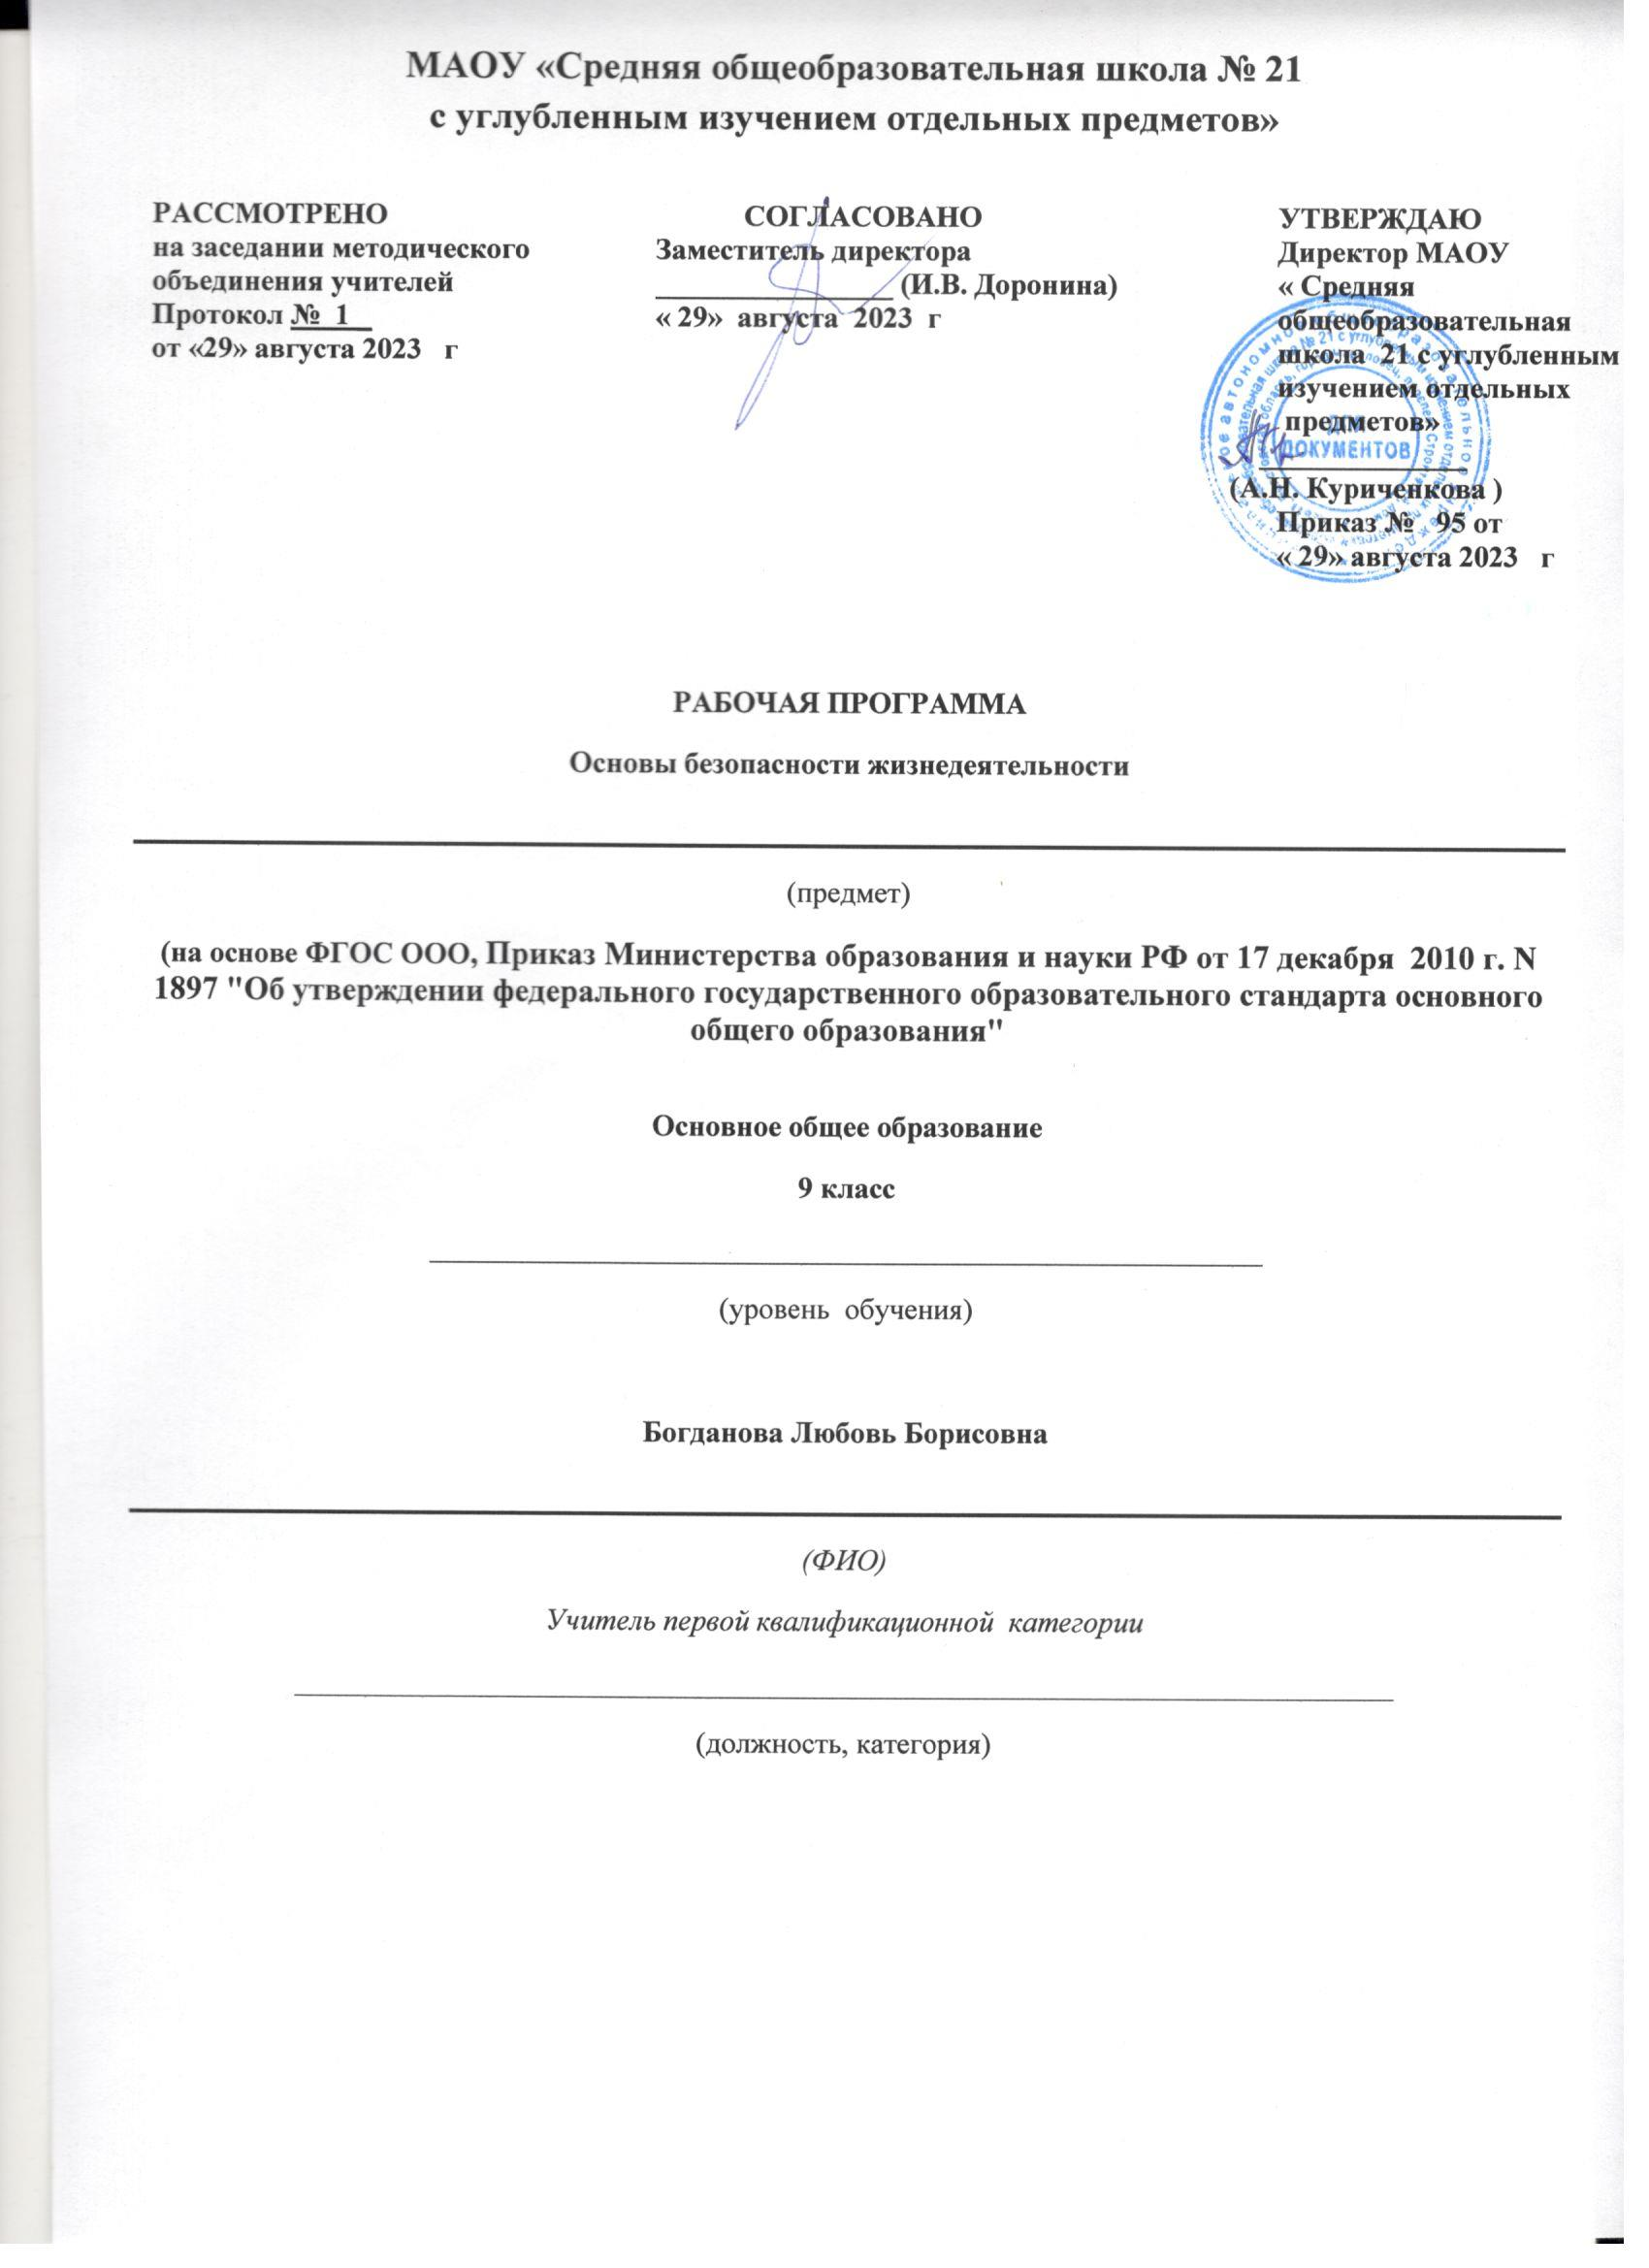 МАОУ «Средняя общеобразовательная школа № 21
с углубленным изучением отдельных предметов»
РАССМОТРЕНО
на заседании методического
объединения учителей
Протокол № 1
от «29» августа 2023 г
СОГЛАСОВАНО
Заместитель директора
(И.В. Доронина)
« 29» августа 2023 г
УТВЕРЖДАЮ
Директор МАОУ
« Средняя
общеобразовательная
школа 21 с углубленным
изучением отдельных
предметов»
ДЛЯ
ДОКУМЕНТОВ
(А.Н. Куриченкова )
Приказ № 95 от
« 29» августа 2023 г
РАБОЧАЯ ПРОГРАММА
Основы безопасности жизнедеятельности
(предмет)
(на основе ФГОС ООО, Приказ Министерства образования и науки РФ от 17 декабря 2010 г. N
1897 "Об утверждении федерального государственного образовательного стандарта основного
общего образования"
Основное общее образование
9 класс
(уровень обучения)
Богданова Любовь Борисовна
(ФИО)
Учитель первой квалификационной категории
(должность, категория)